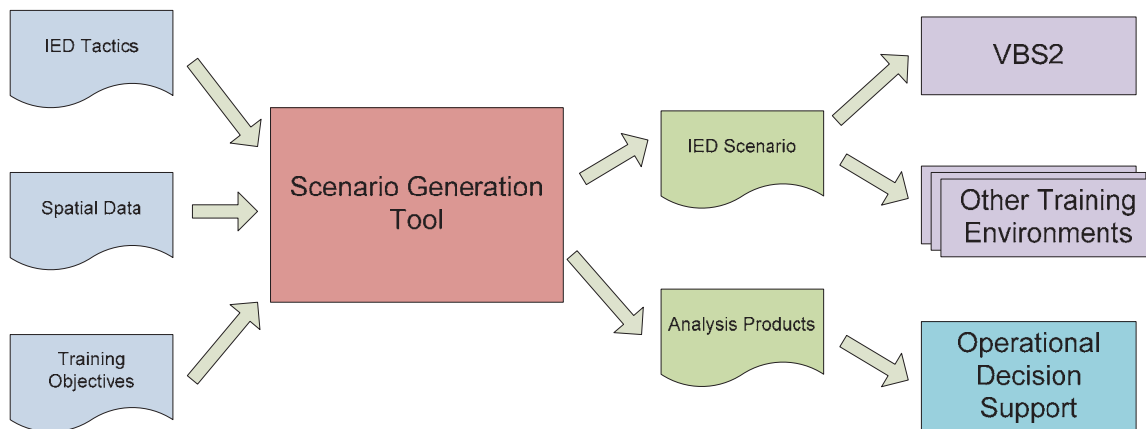 IED Tactics
Spatial Data
Training
Objectives
Scenario Generation
Tool
IED Scenario
Analysis Products
VBS2
Other Training
Environments
Operational
Decision
Support